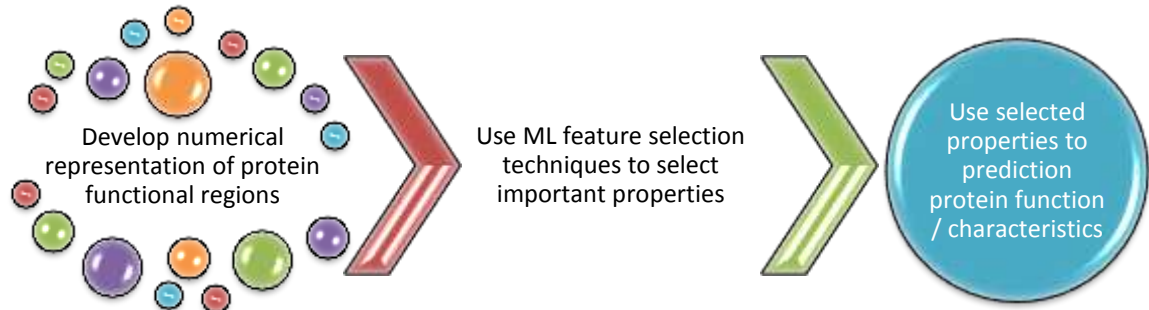 Develop numerical
representation of protein
functional regions
Use ML feature selection
techniques to select
important properties
Use selected
properties to
prediction
protein function
/ characteristics